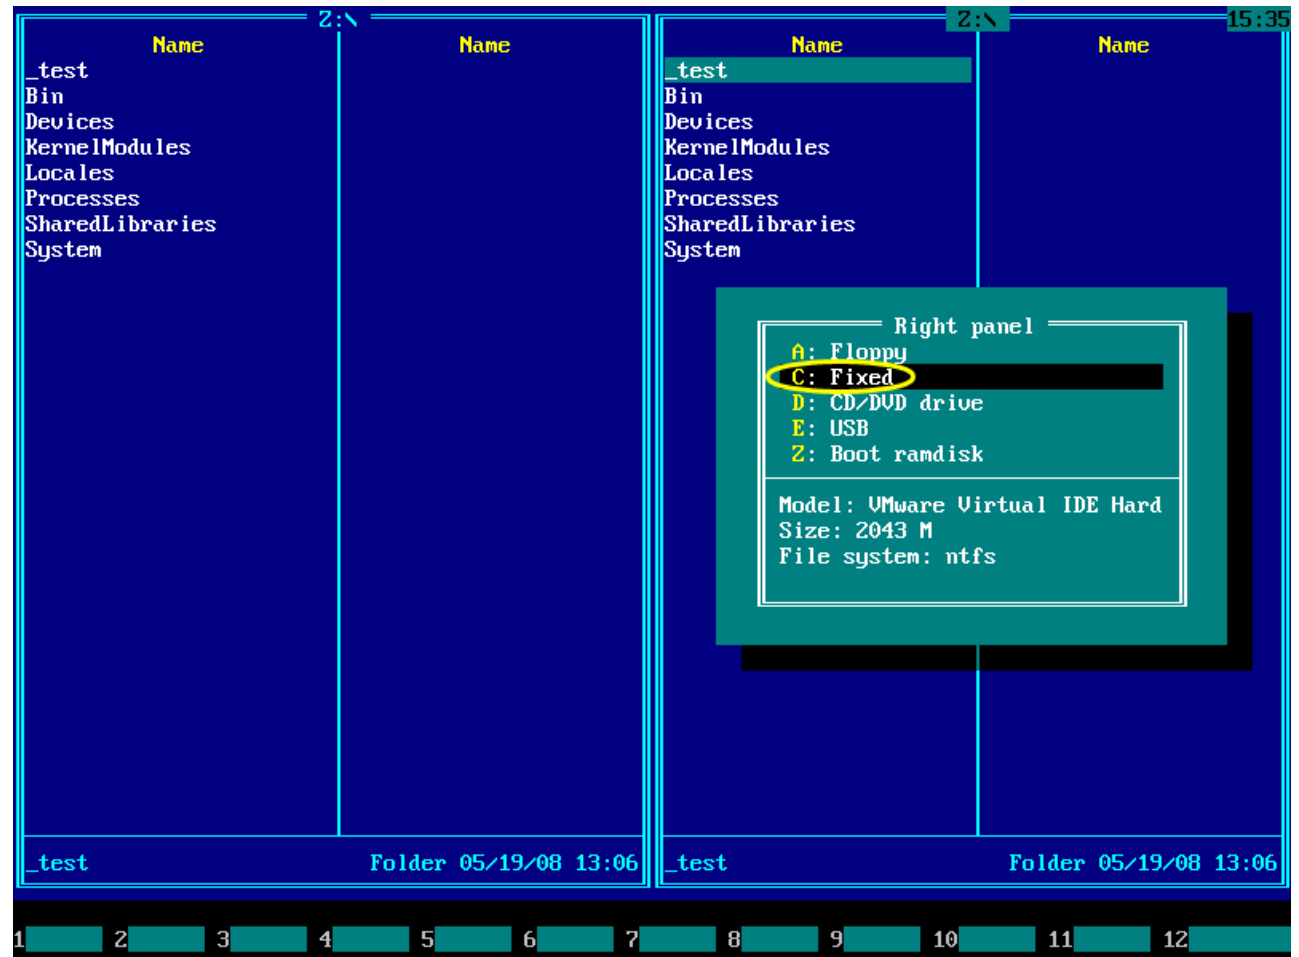 Z:\
Name Name
_test
Bin
Devices
KernelModules
Locales
Processes
SharedLibraries
System
_test Folder 05/19/08 13:06
Z:\ 15:35
Name Name
_test
Bin
Devices
KernelModules
Locales
Processes
SharedLibraries
System
Right panel
A: Floppy
C: Fixed
D: CD/DVD drive
E: USB
Z: Boot ramdisk
Model: VMware Virtual IDE Hard
Size: 2043 M
File system: ntfs
_test Folder 05/19/08 13:06
1 2 3 4 5 6 7 8 9 10 11 12